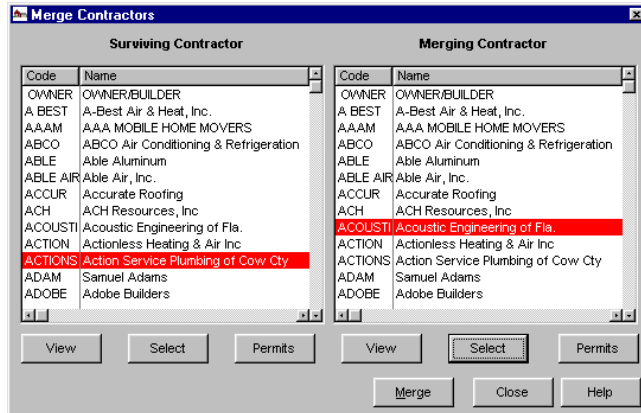 Merge Contractors
Surviving Contractor
Code Name
OWNER OWNER/BUILDER
A BEST A-Best Air & Heat, Inc.
AAAM AAA MOBILE HOME MOVERS
ABCO ABCO Air Conditioning & Refrigeration
ABLE Able Aluminum
ABLE AIR Able Air, Inc.
ACCUR Accurate Roofing
ACH ACH Resources, Inc
ACOUSTI Acoustic Engineering of Fla.
ACTION Actionless Heating & Air Inc
ACTIONS Action Service Plumbing of Cow Cty
ADAM Samuel Adams
ADOBE Adobe Builders
View Select Permits
Merging Contractor
Code Name
OWNER OWNER/BUILDER
A BEST A-Best Air & Heat, Inc.
AAAM AAA MOBILE HOME MOVERS
ABCO ABCO Air Conditioning & Refrigeration
ABLE Able Aluminum
ABLE AIR Able Air, Inc.
ACCUR Accurate Roofing
ACH ACH Resources, Inc
ACOUSTI Acoustic Engineering of Fla.
ACTION Actionless Heating & Air Inc
ACTIONS Action Service Plumbing of Cow Cty
ADAM Samuel Adams
ADOBE Adobe Builders
View Select Permits
Merge Close Help